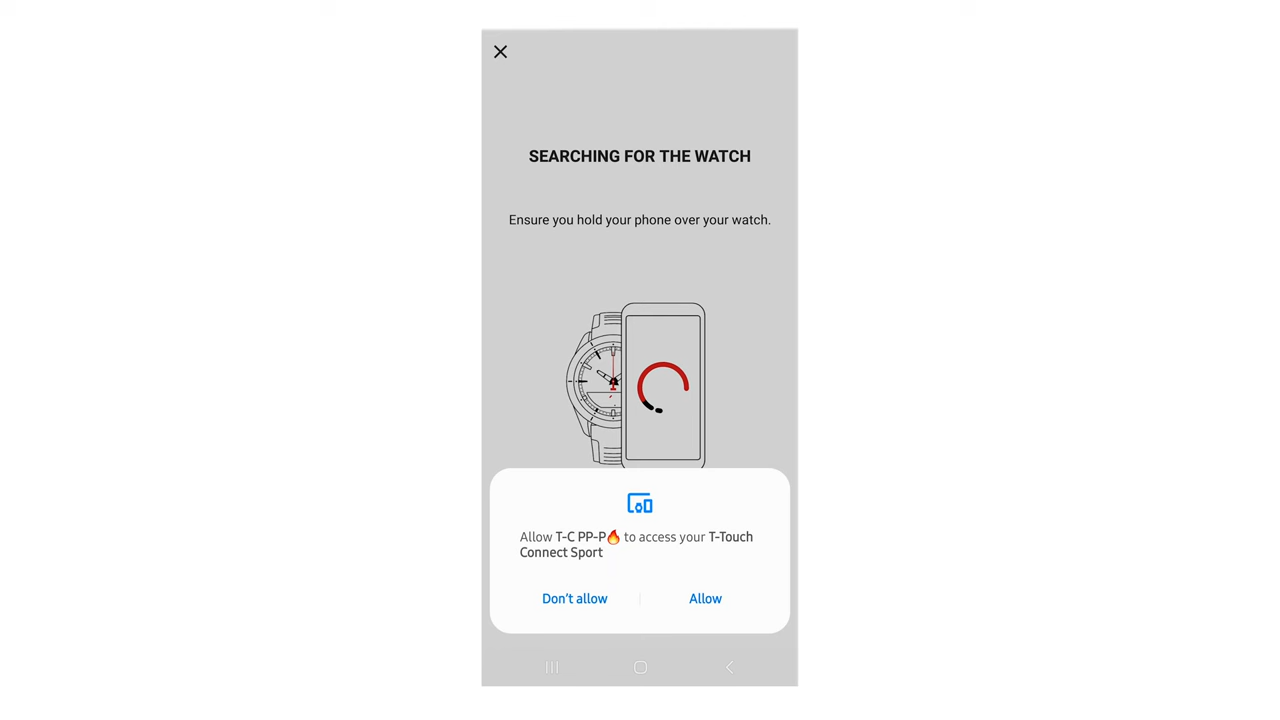 SEARCHING FOR THE WATCH
Ensure you hold your phone over your watch.
Allow T-C PP-P🔥 to access your T-Touch
Connect Sport
Don’t allow
Allow